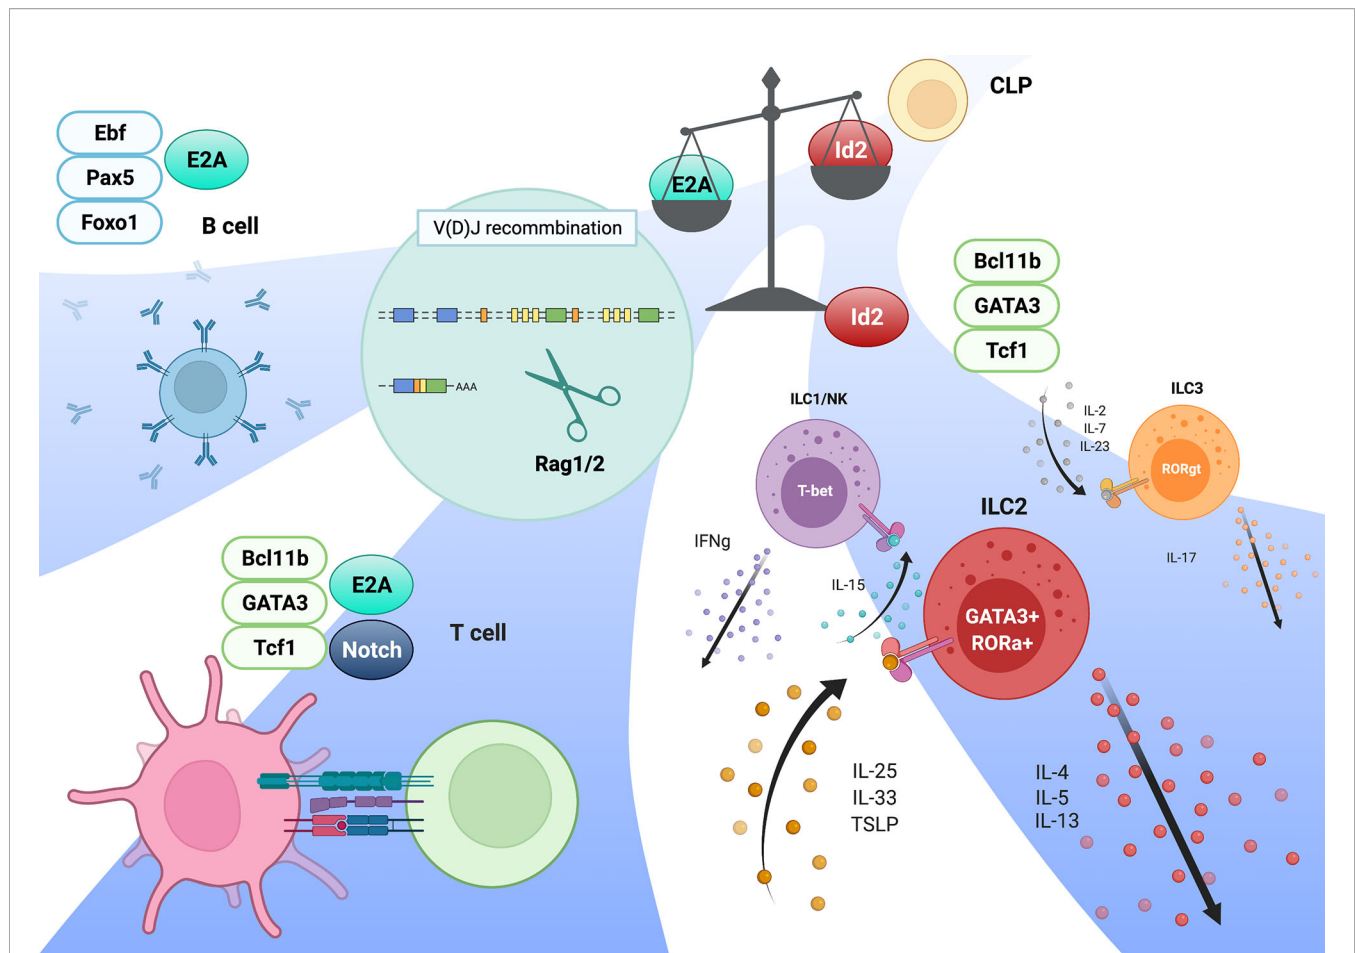 CLP
Ebf
Pax5
Foxo1
E2A
B cell
E2A
Id2
V(D)J recommbination
AAA
Rag1/2
Id2
Bcl11b
GATA3
Tcf1
ILC1/NK
T-bet
IFNg
IL-15
IL-2
IL-7
IL-23
ILC3
RORgt
IL-17
ILC2
GATA3+
RORa+
IL-25
IL-33
TSLP
IL-4
IL-5
IL-13
Bcl11b
GATA3
Tcf1
E2A
Notch
T cell